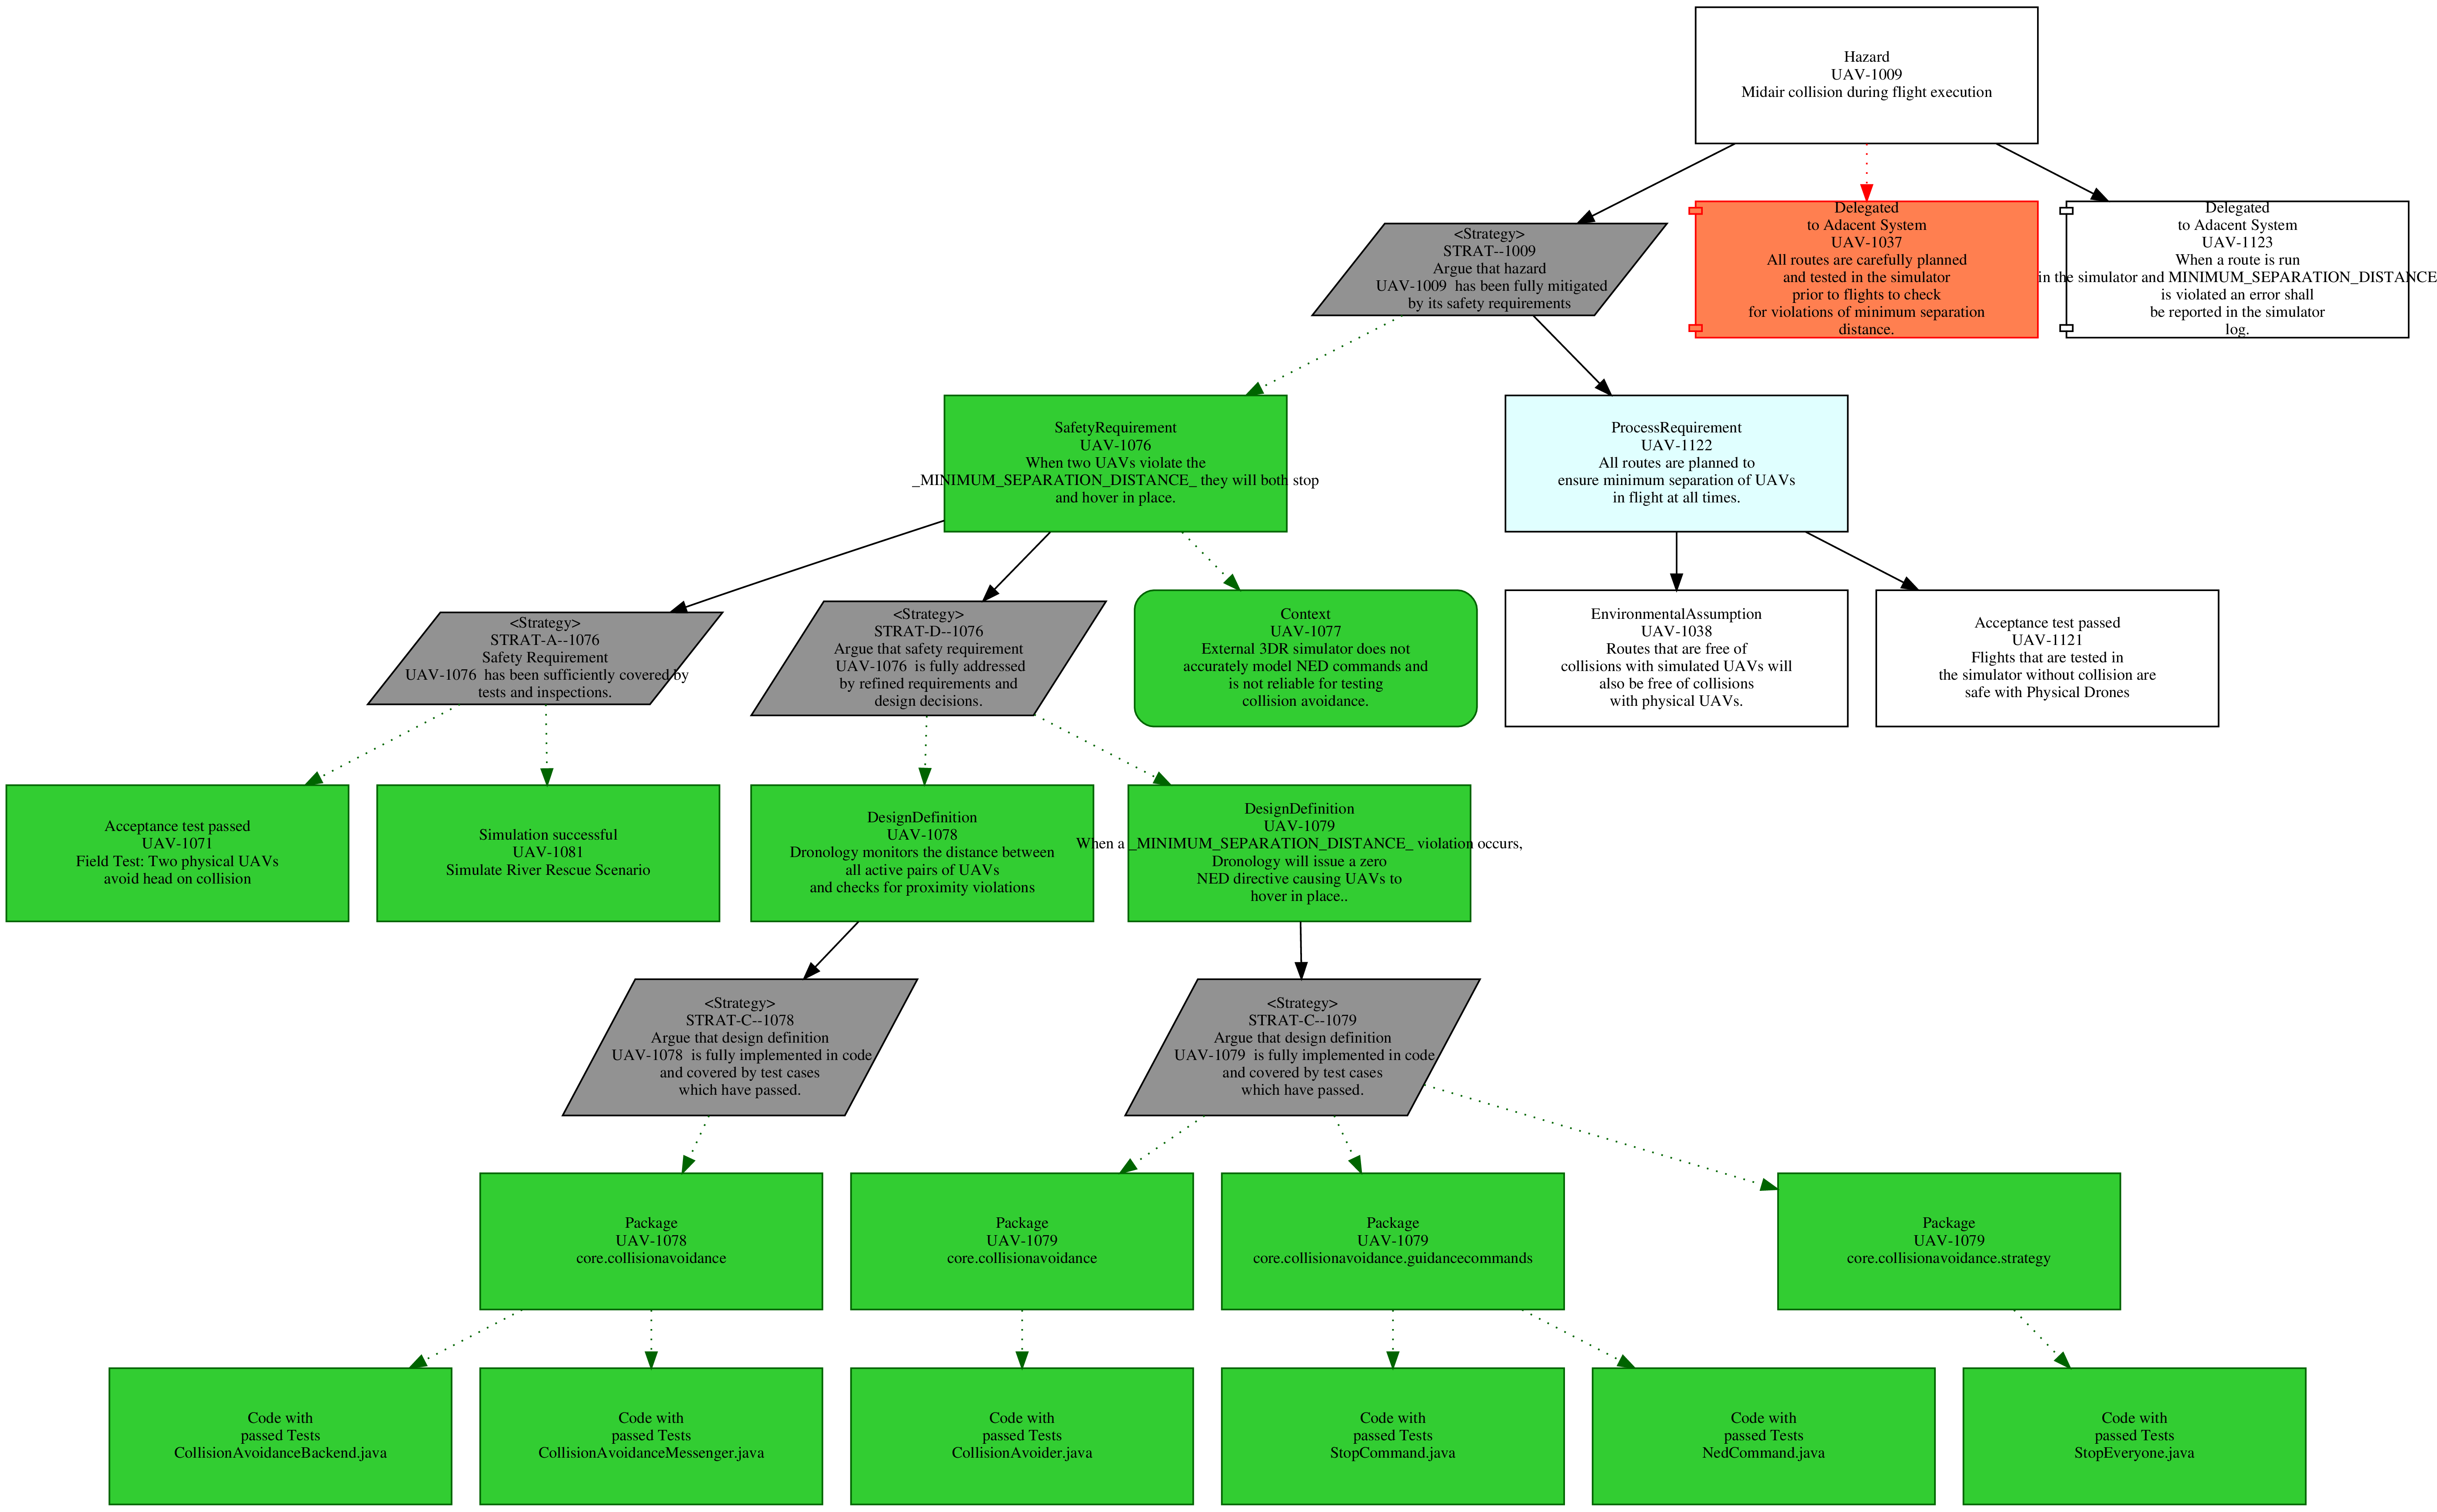 Hazard
UAV-1009
Midair collision during flight execution
<Strategy>
STRAT--1009
Argue that hazard
UAV-1009  has been fully mitigated
by its safety requirements
Delegated
to Adacent System
UAV-1037
All routes are carefully planned
and tested in the simulator
prior to flights to check
for violations of minimum separation
distance.
Delegated
to Adacent System
UAV-1123
When a route is run
in the simulator and MINIMUM_SEPARATION_DISTANCE
is violated an error shall
be reported in the simulator
log.
SafetyRequirement
UAV-1076
When two UAVs violate the
_MINIMUM_SEPARATION_DISTANCE_ they will both stop
and hover in place.
ProcessRequirement
UAV-1122
All routes are planned to
ensure minimum separation of UAVs
in flight at all times.
<Strategy>
STRAT-A--1076
Safety Requirement
UAV-1076  has been sufficiently covered by
tests and inspections.
<Strategy>
STRAT-D--1076
Argue that safety requirement
UAV-1076  is fully addressed
by refined requirements and
design decisions.
Context
UAV-1077
External 3DR simulator does not
accurately model NED commands and
is not reliable for testing
collision avoidance.
EnvironmentalAssumption
UAV-1038
Routes that are free of
collisions with simulated UAVs will
also be free of collisions
with physical UAVs.
Acceptance test passed
UAV-1121
Flights that are tested in
the simulator without collision are
safe with Physical Drones
Acceptance test passed
UAV-1071
Field Test: Two physical UAVs
avoid head on collision
Simulation successful
UAV-1081
Simulate River Rescue Scenario
DesignDefinition
UAV-1078
Dronology monitors the distance between
all active pairs of UAVs
and checks for proximity violations
DesignDefinition
UAV-1079
When a _MINIMUM_SEPARATION_DISTANCE_ violation occurs,
Dronology will issue a zero
NED directive causing UAVs to
hover in place..
<Strategy>
STRAT-C--1078
Argue that design definition
UAV-1078  is fully implemented in code
and covered by test cases
which have passed.
<Strategy>
STRAT-C--1079
Argue that design definition
UAV-1079  is fully implemented in code
and covered by test cases
which have passed.
Package
UAV-1078
core.collisionavoidance
Package
UAV-1079
core.collisionavoidance
Package
UAV-1079
core.collisionavoidance.guidancecommands
Package
UAV-1079
core.collisionavoidance.strategy
Code with
passed Tests
CollisionAvoidanceBackend.java
Code with
passed Tests
CollisionAvoidanceMessenger.java
Code with
passed Tests
CollisionAvoider.java
Code with
passed Tests
StopCommand.java
Code with
passed Tests
NedCommand.java
Code with
passed Tests
StopEveryone.java